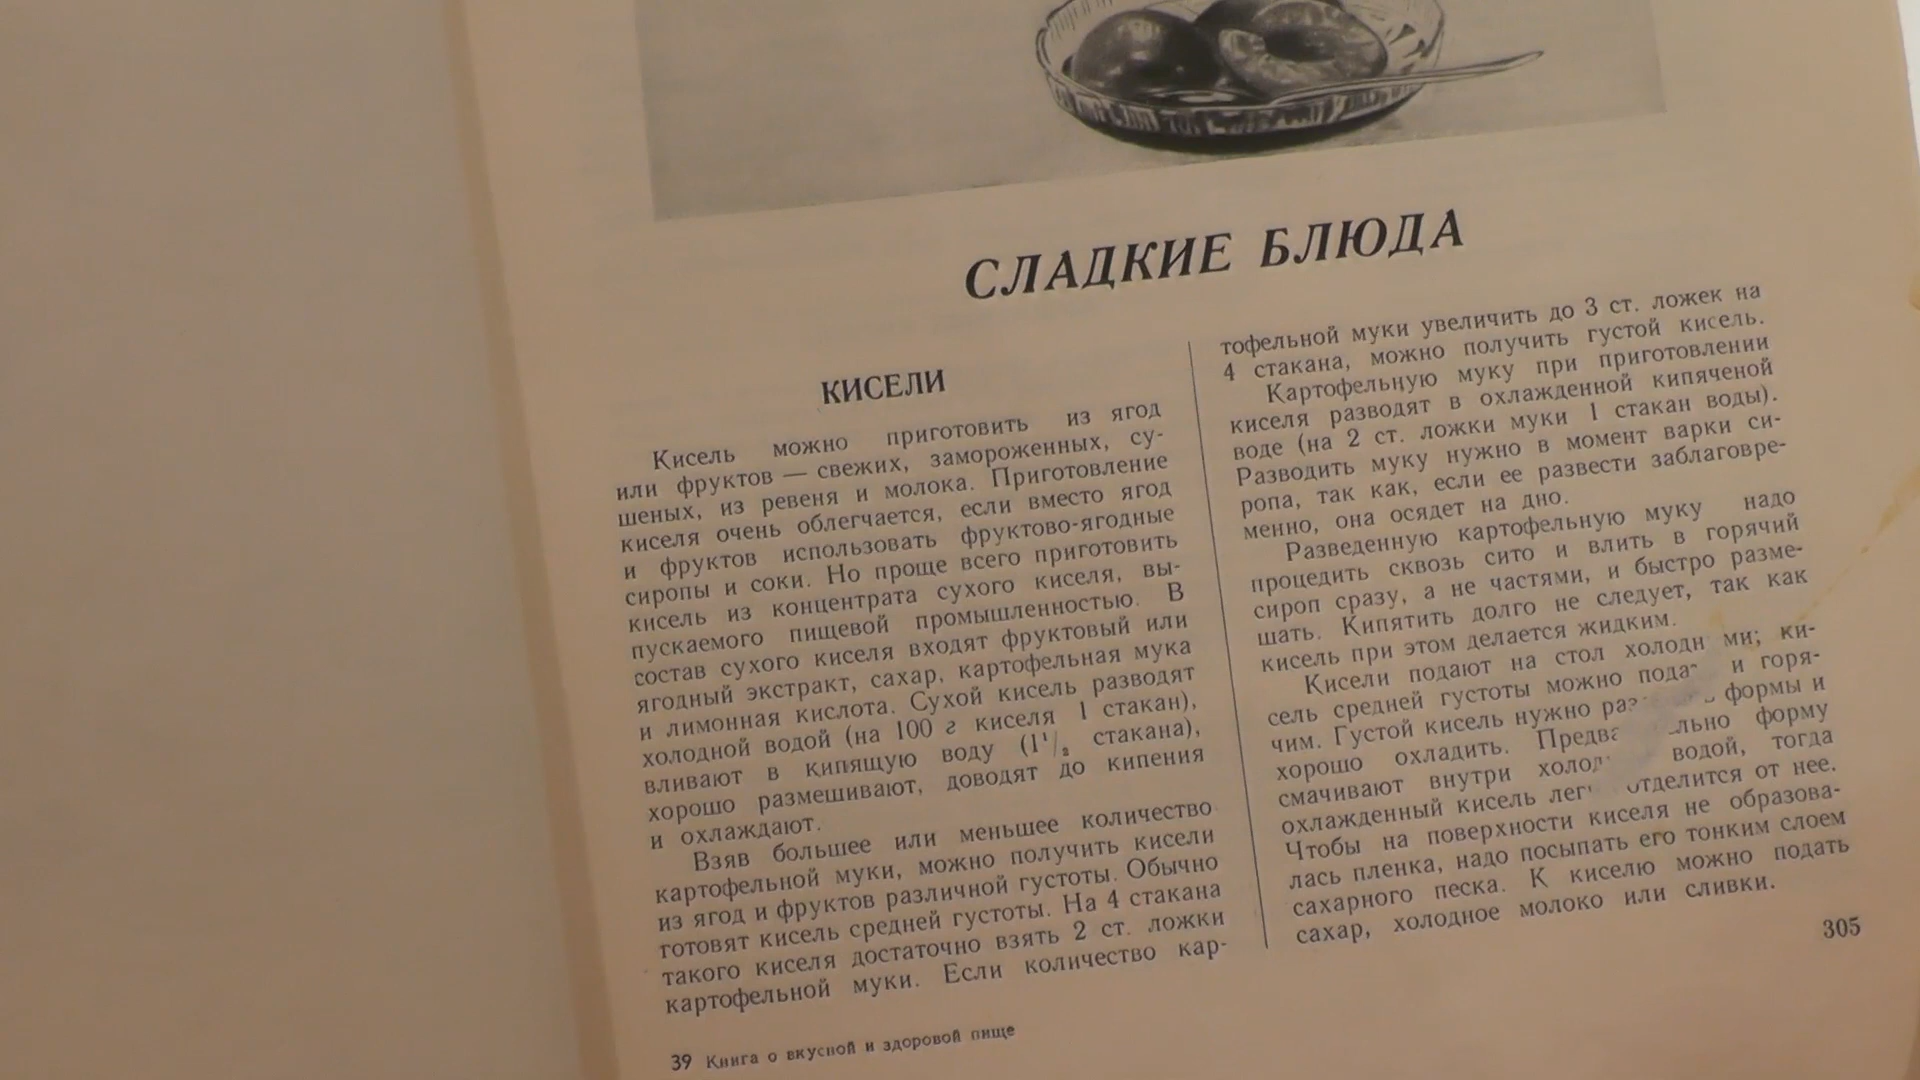 СЛАДКИЕ БЛЮДА
КИСЕЛИ
Кисель можно приготовить из ягод
или фруктов — свежих, замороженных, су-
шеных, из ревеня и молока. Приготовление
киселя очень облегчается, если вместо ягод
и фруктов использовать фруктово-ягодные
сиропы и соки. Но проще всего приготовить
кисель из концентрата сухого киселя, вы-
пускаемого пищевой промышленностью. В
состав сухого киселя входят фруктовый или
ягодный экстракт, сахар, картофельная мука
и лимонная кислота. Сухой кисель разводят
холодной водой (на 100 г киселя 1 стакан),
вливают в кипящую воду (1¹/₂ стакана),
хорошо размешивают, доводят до кипения
и охлаждают.
Взяв большее или меньшее количество
картофельной муки, можно получить кисели
из ягод и фруктов различной густоты. Обычно
готовят кисель средней густоты. На 4 стакана
такого киселя достаточно взять 2 ст. ложки
картофельной муки. Если количество кар-
тофельной муки увеличить до 3 ст. ложек на
4 стакана, можно получить густой кисель.
Картофельную муку при приготовлении
киселя разводят в охлажденной кипяченой
воде (на 2 ст. ложки муки 1 стакан воды).
Разводить муку нужно в момент варки си-
ропа, так как, если ее развести заблаговре-
менно, она осядет на дно.
Разведенную картофельную муку надо
процедить сквозь сито и влить в горячий
сироп сразу, а не частями, и быстро разме-
шать. Кипятить долго не следует, так как
кисель при этом делается жидким.
Кисели подают на стол холодн ми; ки-
сель средней густоты можно пода и горя-
чим. Густой кисель нужно раз формы и
хорошо охладить. Предва льно форму
смачивают внутри холод водой, тогда
охлажденный кисель лег отделится от нее.
Чтобы на поверхности киселя не образова-
лась пленка, надо посыпать его тонким слоем
сахарного песка. К киселю можно подать
сахар, холодное молоко или сливки.
305
39 Книга о вкусной и здоровой пище